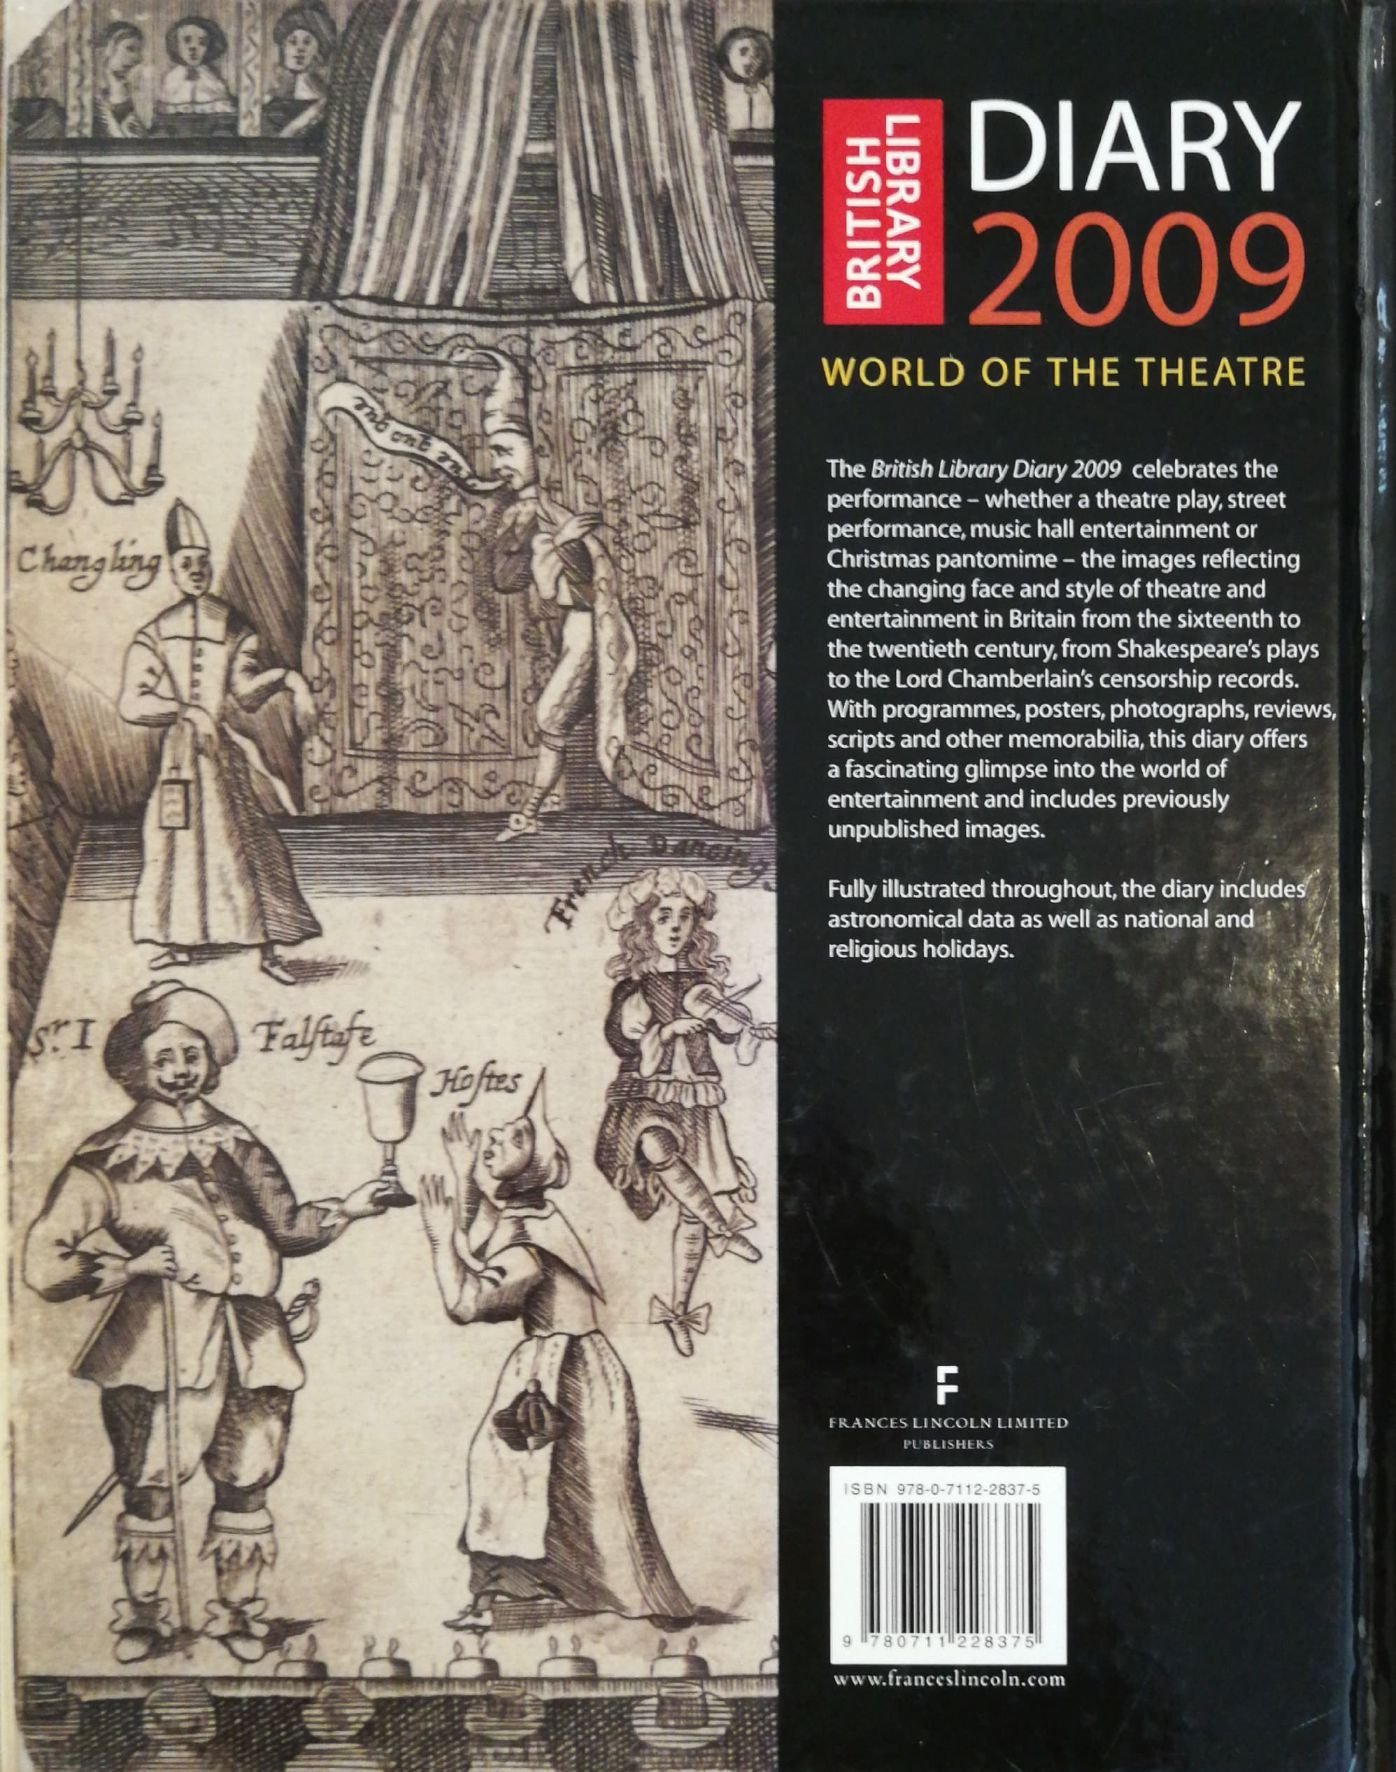 BRITISH
LIBRARY
DIARY
2009
WORLD OF THE THEATRE
The British Library Diary 2009 celebrates the
performance – whether a theatre play, street
performance, music hall entertainment or
Christmas pantomime – the images reflecting
the changing face and style of theatre and
entertainment in Britain from the sixteenth to
the twentieth century, from Shakespeare's plays
to the Lord Chamberlain's censorship records.
With programmes, posters, photographs, reviews,
scripts and other memorabilia, this diary offers
a fascinating glimpse into the world of
entertainment and includes previously
unpublished images.
Fully illustrated throughout, the diary includes
astronomical data as well as national and
religious holidays.
Changling
French Dancing
Sr. I Falſtafe
Hoſtes
F
FRANCES LINCOLN LIMITED
PUBLISHERS
ISBN 978-0-7112-2837-5
9 780711 228375
www.franceslincoln.com